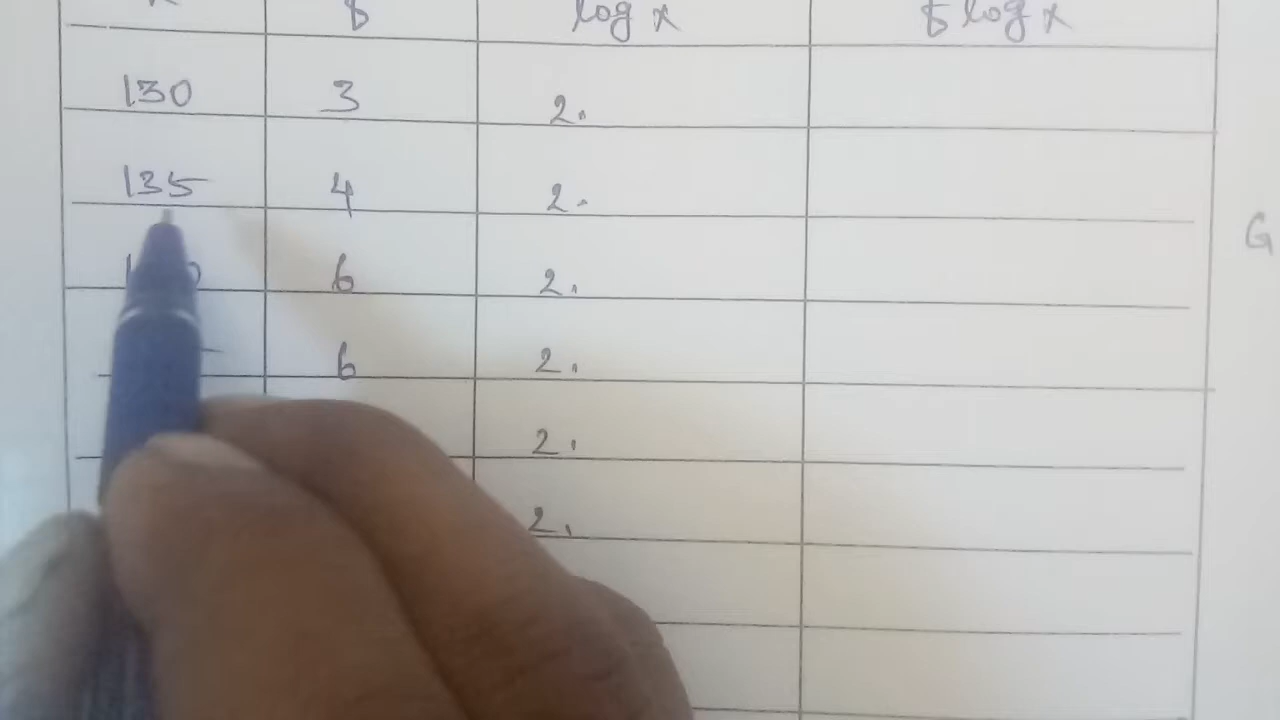 x f log x f log x
130 3 2.
135 4 2.
6 2.
6 2.
2.
2.
G